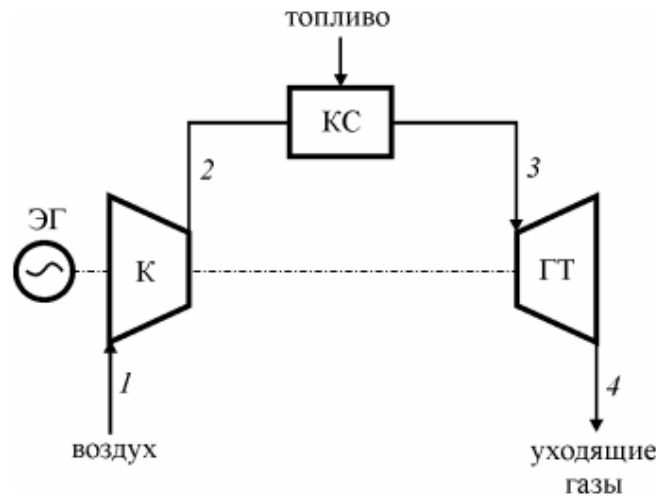 топливо
КС
2
3
ЭГ
К
ГТ
1
4
воздух
уходящие
газы